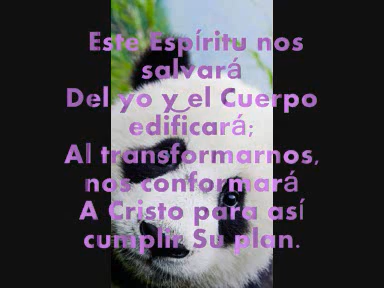 Este Espíritu nos
salvará
Del yo y el Cuerpo
edificará;
Al transformarnos,
nos conformará
A Cristo para así
cumplir Su plan.